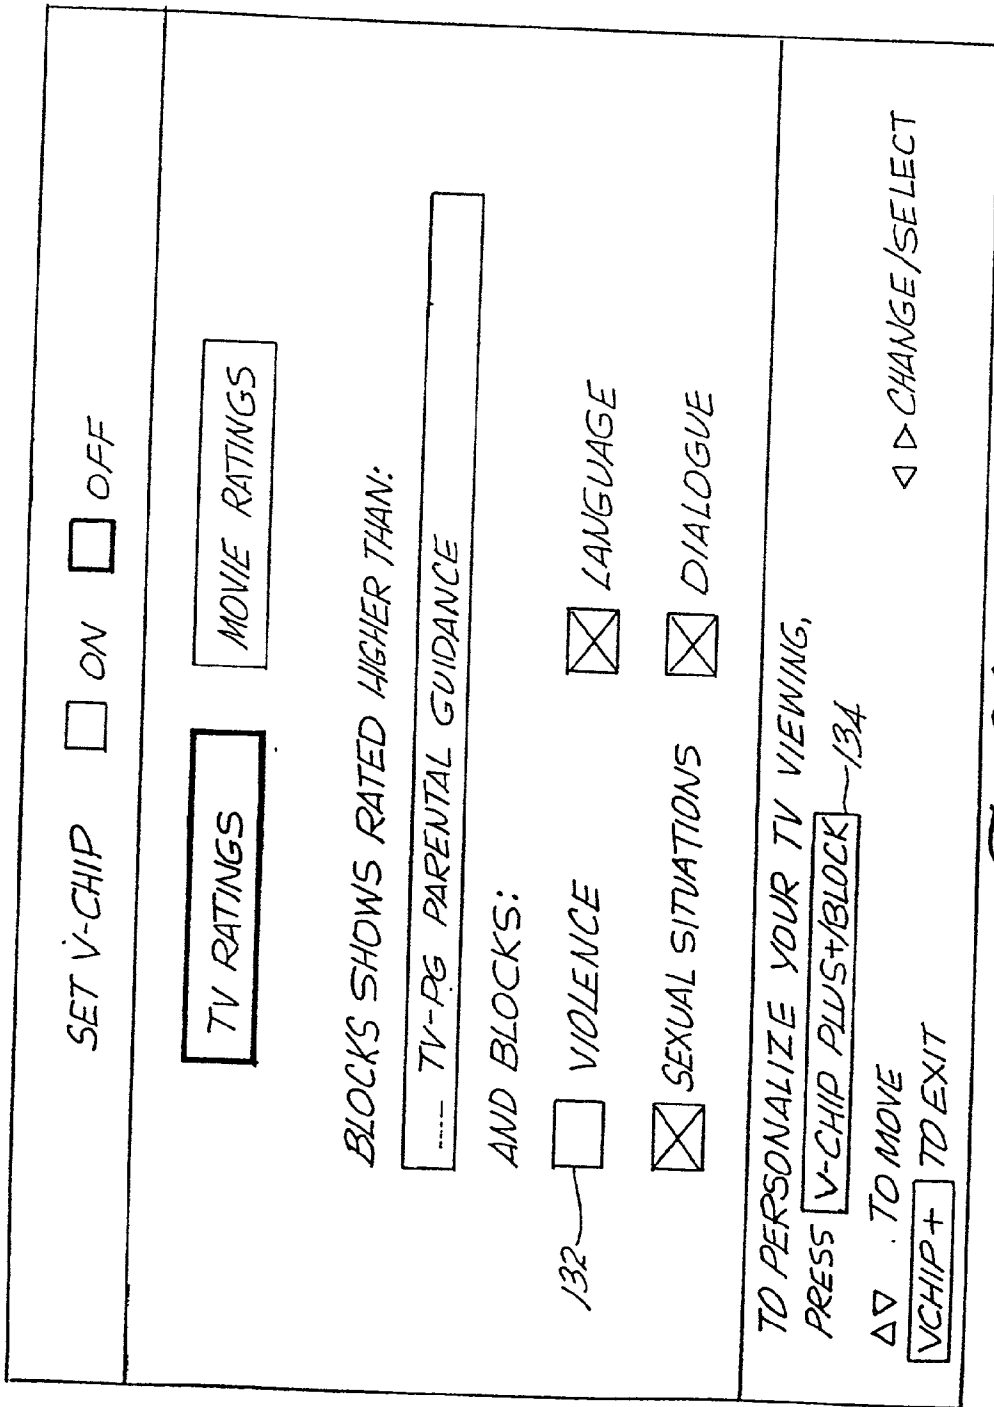 SET V-CHIP ON OFF
TV RATINGS MOVIE RATINGS
BLOCKS SHOWS RATED HIGHER THAN:
---- TV-PG PARENTAL GUIDANCE
AND BLOCKS:
132 VIOLENCE LANGUAGE
SEXUAL SITUATIONS DIALOGUE
TO PERSONALIZE YOUR TV VIEWING,
PRESS V-CHIP PLUS+/BLOCK 134
△▽ . TO MOVE ◁ ▷ CHANGE/SELECT
VCHIP+ TO EXIT